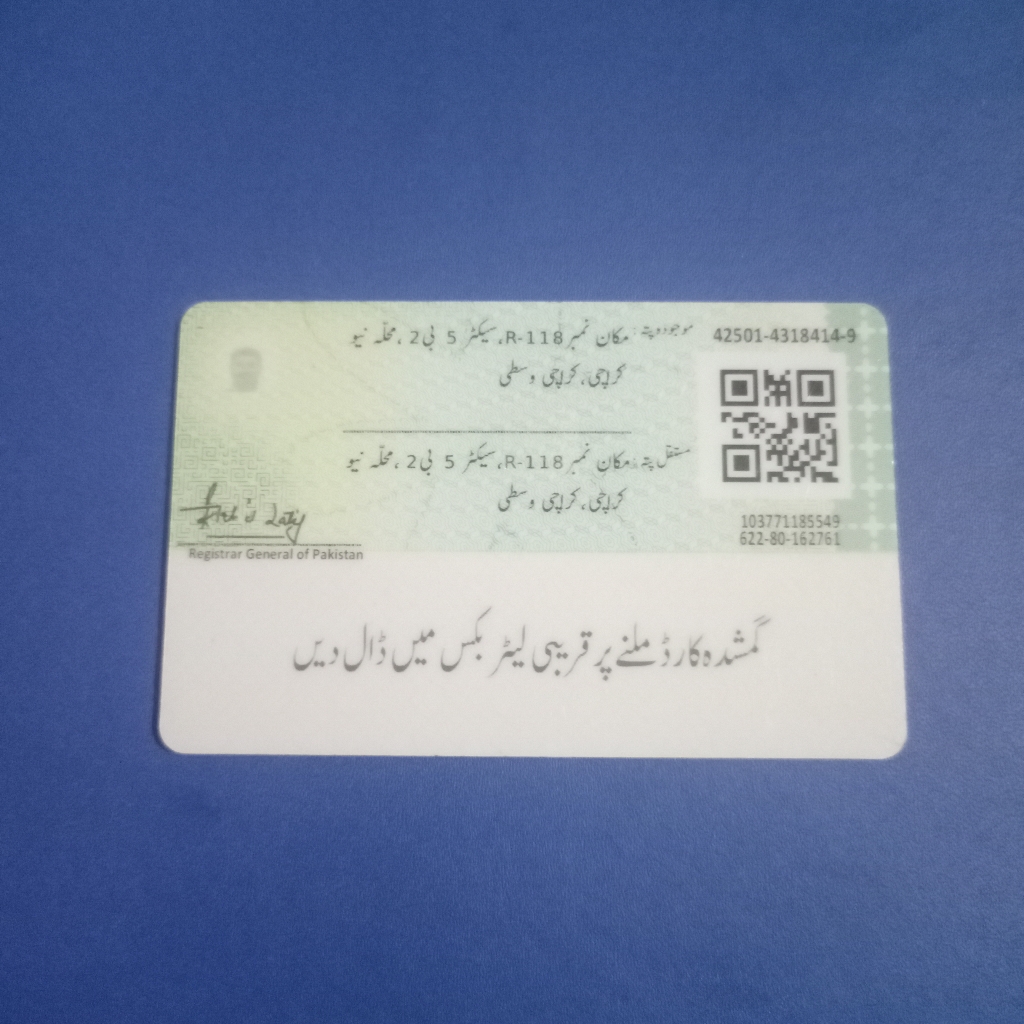 42501-4318414-9
موجودہ پتہ: مکان نمبر R-118، سیکٹر 5 بی 2، محلّہ نیو
کراچی، کراچی وسطی
مستقل پتہ: مکان نمبر R-118، سیکٹر 5 بی 2، محلّہ نیو
کراچی، کراچی وسطی
103771185549
622-80-162761
Registrar General of Pakistan
گمشدہ کارڈ ملنے پر قریبی لیٹر بکس میں ڈال دیں